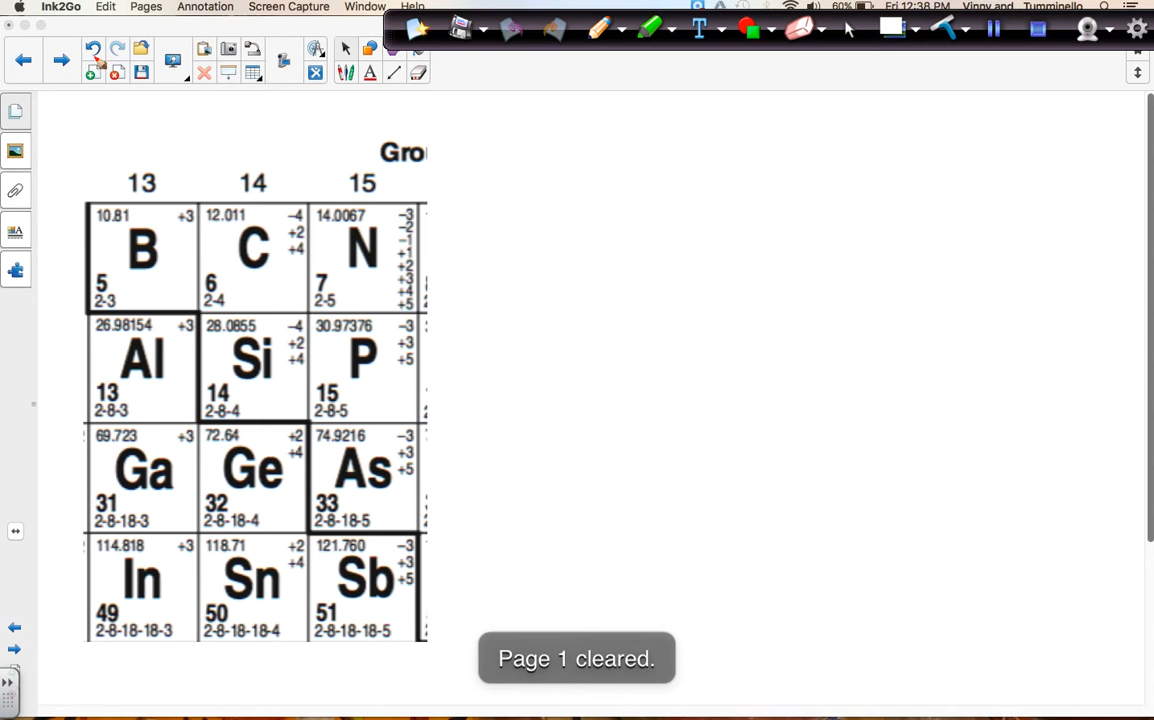 Ink2Go Edit Pages Annotation Screen Capture Window
60% Fri 12:38 PM Vinny and Tumminello
T
A
Gro
13 14 15
10.81 +3 12.011 -4 14.0067 -3
-2
B C +2 N -1
+4 +1
+2
5 6 7 +3
+4
2-3 2-4 2-5 +5
26.98154 +3 28.0855 -4 30.97376 -3
Al Si +2 P +3
+4 +5
13 14 15
2-8-3 2-8-4 2-8-5
69.723 +3 72.64 +2 74.9216 -3
Ga Ge +4 As +3
+5
31 32 33
2-8-18-3 2-8-18-4 2-8-18-5
114.818 +3 118.71 +2 121.760 -3
In Sn +4 Sb +3
+5
49 50 51
2-8-18-18-3 2-8-18-18-4 2-8-18-18-5
Page 1 cleared.